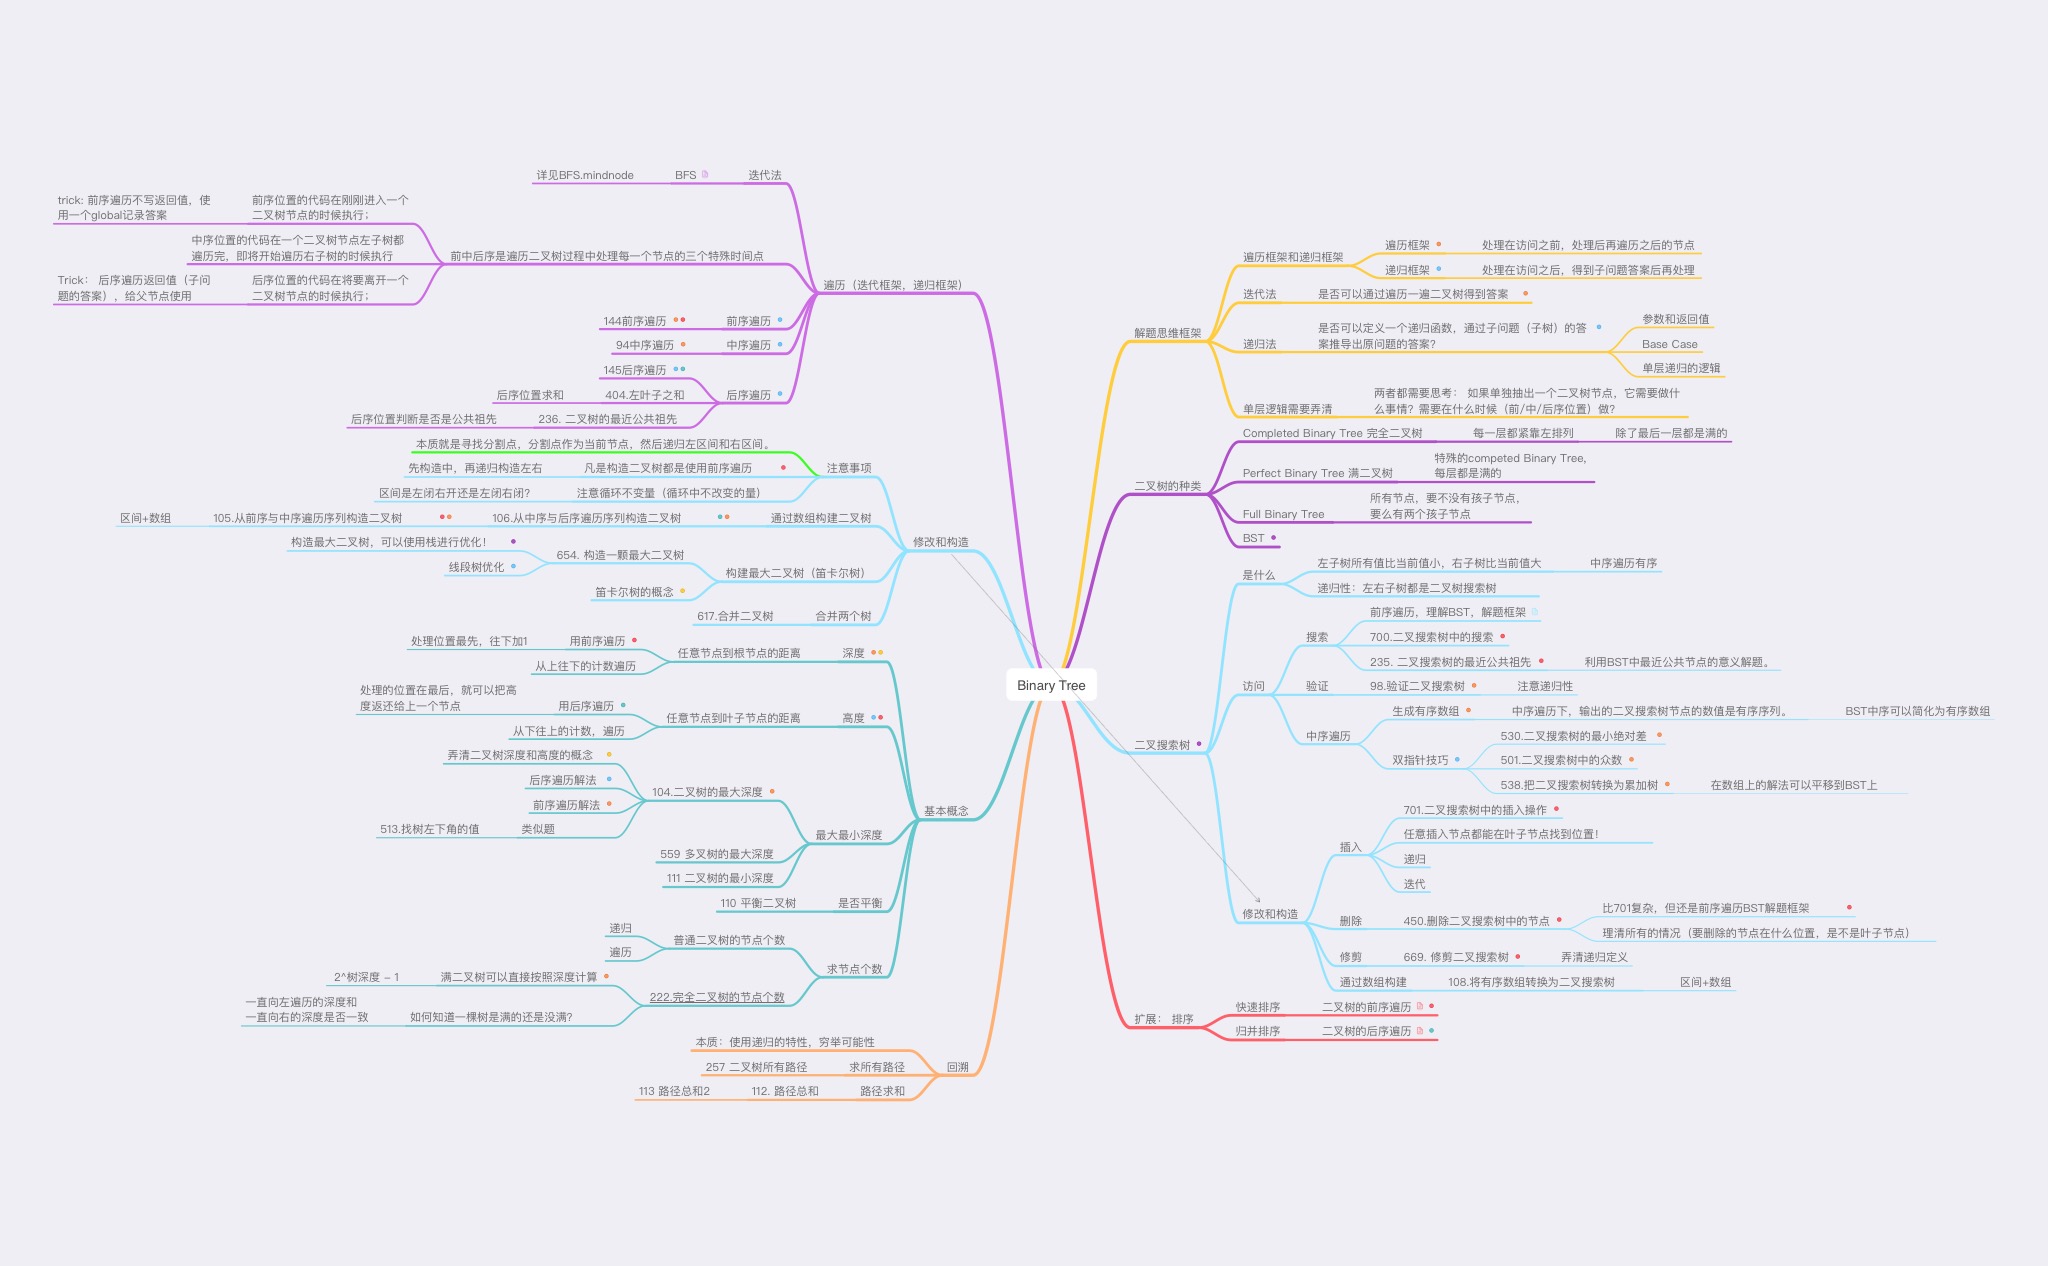 Binary Tree
详见BFS.mindnode
BFS
迭代法
trick: 前序遍历不写返回值，使
用一个global记录答案
前序位置的代码在刚刚进入一个
二叉树节点的时候执行；
中序位置的代码在一个二叉树节点左子树都
遍历完，即将开始遍历右子树的时候执行
Trick： 后序遍历返回值（子问
题的答案），给父节点使用
后序位置的代码在将要离开一个
二叉树节点的时候执行；
前中后序是遍历二叉树过程中处理每一个节点的三个特殊时间点
遍历（迭代框架，递归框架）
144前序遍历
前序遍历
94中序遍历
中序遍历
145后序遍历
后序位置求和
404.左叶子之和
后序遍历
后序位置判断是否是公共祖先
236. 二叉树的最近公共祖先
本质就是寻找分割点，分割点作为当前节点，然后递归左区间和右区间。
先构造中，再递归构造左右
凡是构造二叉树都是使用前序遍历
注意事项
区间是左闭右开还是左闭右闭？
注意循环不变量（循环中不改变的量）
区间+数组
105.从前序与中序遍历序列构造二叉树
106.从中序与后序遍历序列构造二叉树
通过数组构建二叉树
修改和构造
构造最大二叉树，可以使用栈进行优化！
654. 构造一颗最大二叉树
线段树优化
构建最大二叉树（笛卡尔树）
笛卡尔树的概念
617.合并二叉树
合并两个树
处理位置最先，往下加1
用前序遍历
任意节点到根节点的距离
深度
从上往下的计数遍历
处理的位置在最后，就可以把高
度返还给上一个节点
用后序遍历
任意节点到叶子节点的距离
高度
从下往上的计数，遍历
弄清二叉树深度和高度的概念
后序遍历解法
104.二叉树的最大深度
前序遍历解法
513.找树左下角的值
类似题
最大最小深度
559 多叉树的最大深度
111 二叉树的最小深度
基本概念
110 平衡二叉树
是否平衡
递归
普通二叉树的节点个数
遍历
求节点个数
2^树深度 - 1
满二叉树可以直接按照深度计算
222.完全二叉树的节点个数
一直向左遍历的深度和
一直向右的深度是否一致
如何知道一棵树是满的还是没满？
本质：使用递归的特性，穷举可能性
257 二叉树所有路径
求所有路径
回溯
113 路径总和2
112. 路径总和
路径求和
解题思维框架
遍历框架和递归框架
遍历框架
处理在访问之前，处理后再遍历之后的节点
递归框架
处理在访问之后，得到子问题答案后再处理
迭代法
是否可以通过遍历一遍二叉树得到答案
递归法
是否可以定义一个递归函数，通过子问题（子树）的答
案推导出原问题的答案？
参数和返回值
Base Case
单层递归的逻辑
单层逻辑需要弄清
两者都需要思考： 如果单独抽出一个二叉树节点，它需要做什
么事情？需要在什么时候（前/中/后序位置）做？
二叉树的种类
Completed Binary Tree 完全二叉树
每一层都紧靠左排列
除了最后一层都是满的
Perfect Binary Tree 满二叉树
特殊的competed Binary Tree,
每层都是满的
Full Binary Tree
所有节点，要不没有孩子节点，
要么有两个孩子节点
BST
二叉搜索树
是什么
左子树所有值比当前值小，右子树比当前值大
中序遍历有序
递归性：左右子树都是二叉树搜索树
访问
搜索
前序遍历，理解BST，解题框架
700.二叉搜索树中的搜索
235. 二叉搜索树的最近公共祖先
利用BST中最近公共节点的意义解题。
验证
98.验证二叉搜索树
注意递归性
中序遍历
生成有序数组
中序遍历下，输出的二叉搜索树节点的数值是有序序列。
BST中序可以简化为有序数组
双指针技巧
530.二叉搜索树的最小绝对差
501.二叉搜索树中的众数
538.把二叉搜索树转换为累加树
在数组上的解法可以平移到BST上
修改和构造
插入
701.二叉搜索树中的插入操作
任意插入节点都能在叶子节点找到位置！
递归
迭代
删除
450.删除二叉搜索树中的节点
比701复杂，但还是前序遍历BST解题框架
理清所有的情况（要删除的节点在什么位置，是不是叶子节点）
修剪
669. 修剪二叉搜索树
弄清递归定义
通过数组构建
108.将有序数组转换为二叉搜索树
区间+数组
扩展： 排序
快速排序
二叉树的前序遍历
归并排序
二叉树的后序遍历